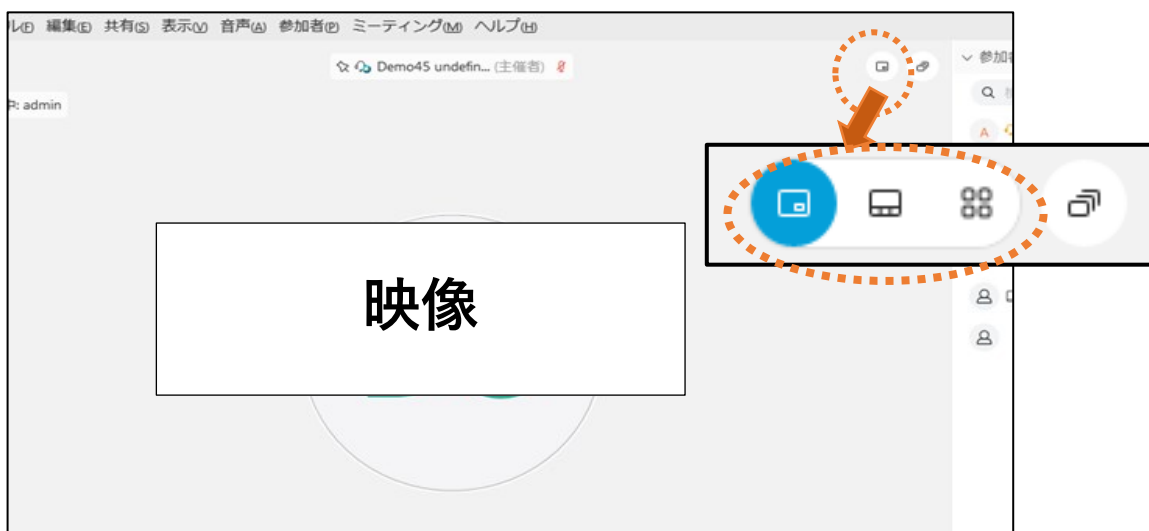 ル(F) 編集(E) 共有(S) 表示(V) 音声(A) 参加者(P) ミーティング(M) ヘルプ(H)
Demo45 undefin... (主催者)
: admin
参加
A
映像